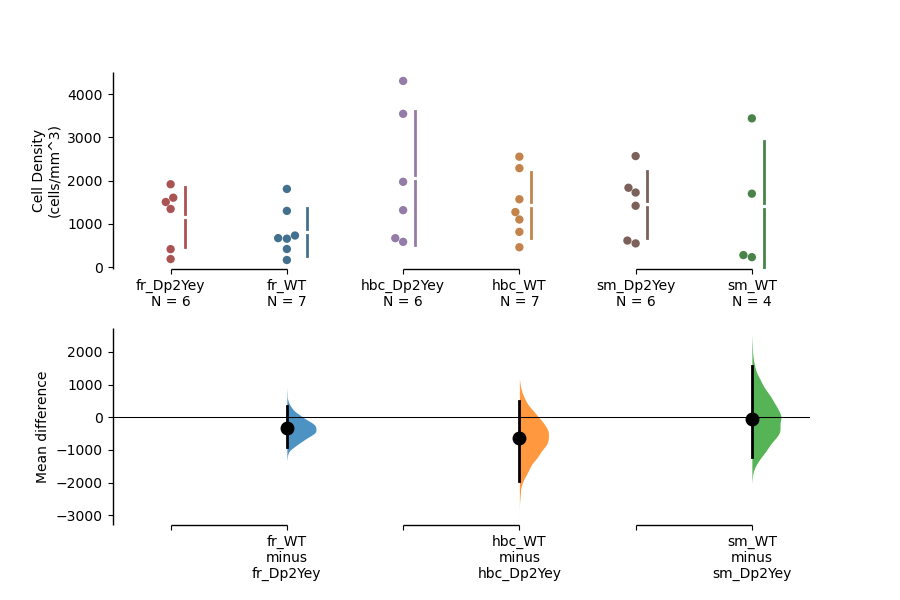 Cell Density
(cells/mm^3)
4000
3000
2000
1000
0
fr_Dp2Yey
N = 6
fr_WT
N = 7
hbc_Dp2Yey
N = 6
hbc_WT
N = 7
sm_Dp2Yey
N = 6
sm_WT
N = 4
Mean difference
2000
1000
0
−1000
−2000
−3000
fr_WT
minus
fr_Dp2Yey
hbc_WT
minus
hbc_Dp2Yey
sm_WT
minus
sm_Dp2Yey